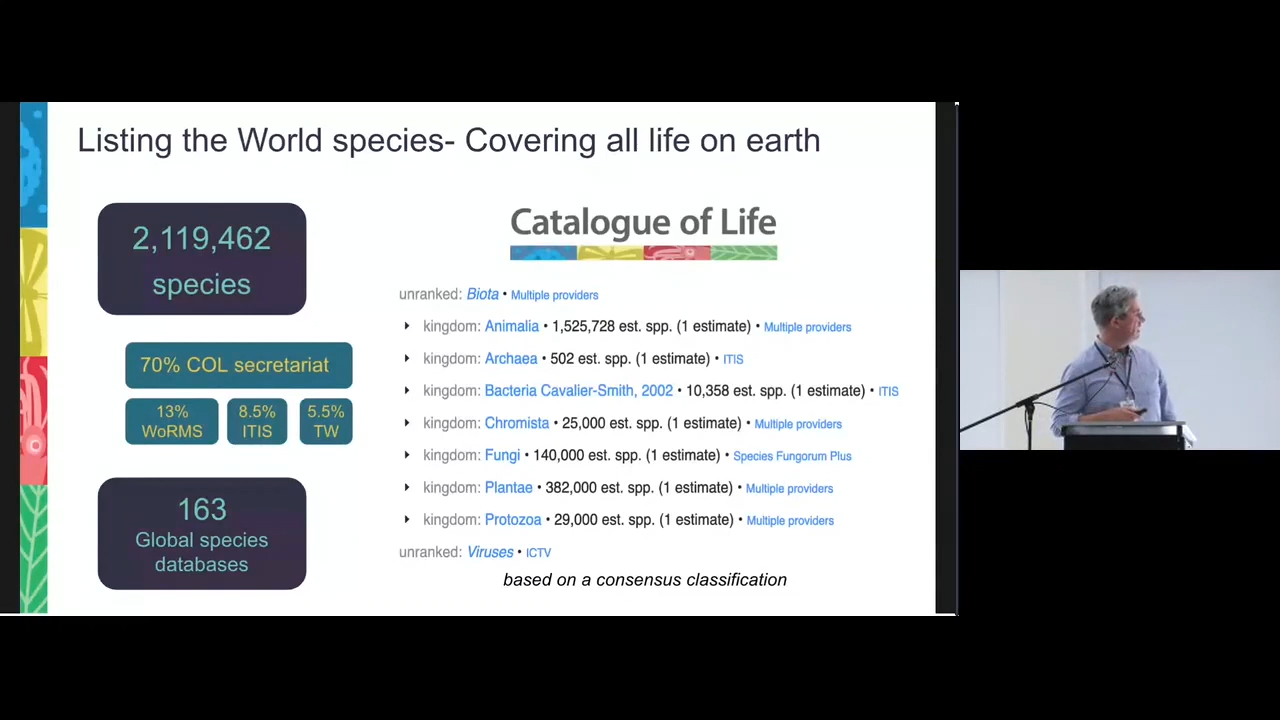 Listing the World species- Covering all life on earth
2,119,462
species
70% COL secretariat
13%
WoRMS
8.5%
ITIS
5.5%
TW
163
Global species
databases
Catalogue of Life
unranked: Biota • Multiple providers
kingdom: Animalia • 1,525,728 est. spp. (1 estimate) • Multiple providers
kingdom: Archaea • 502 est. spp. (1 estimate) • ITIS
kingdom: Bacteria Cavalier-Smith, 2002 • 10,358 est. spp. (1 estimate) • ITIS
kingdom: Chromista • 25,000 est. spp. (1 estimate) • Multiple providers
kingdom: Fungi • 140,000 est. spp. (1 estimate) • Species Fungorum Plus
kingdom: Plantae • 382,000 est. spp. (1 estimate) • Multiple providers
kingdom: Protozoa • 29,000 est. spp. (1 estimate) • Multiple providers
unranked: Viruses • ICTV
based on a consensus classification